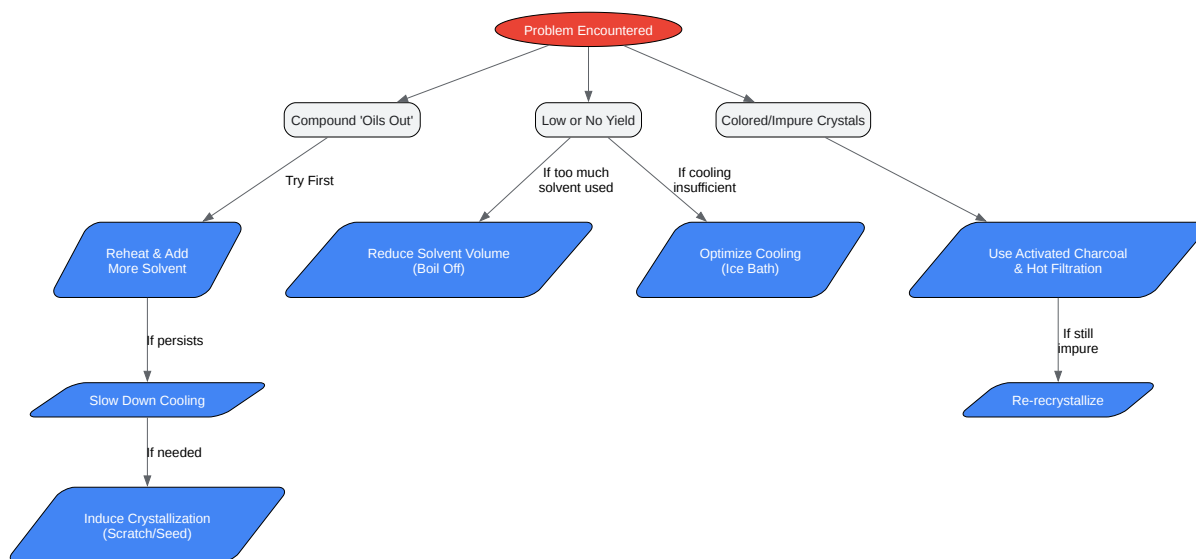 Problem Encountered
Compound 'Oils Out'
Low or No Yield
Colored/Impure Crystals
Try First
If too much
solvent used
If cooling
insufficient
Reheat & Add
More Solvent
Reduce Solvent Volume
(Boil Off)
Optimize Cooling
(Ice Bath)
Use Activated Charcoal
& Hot Filtration
If persists
If still
impure
Slow Down Cooling
Re-recrystallize
If needed
Induce Crystallization
(Scratch/Seed)